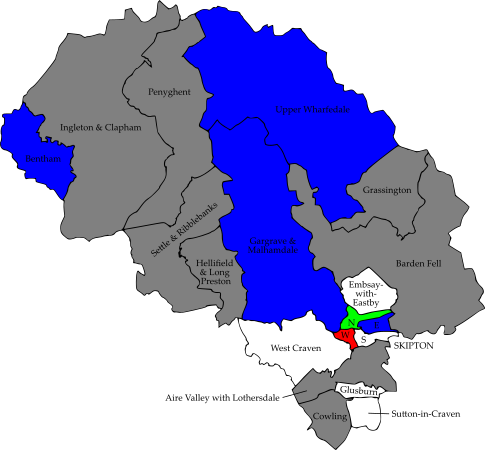 Penyghent
Upper Wharfedale
Ingleton & Clapham
Bentham
Grassington
Settle & Ribblebanks
Gargrave &
Malhamdale
Hellifield
& Long
Preston
Barden Fell
Embsay-
with-
Eastby
N
E
W
S
SKIPTON
West Craven
Glusburn
Aire Valley with Lothersdale
Cowling
Sutton-in-Craven